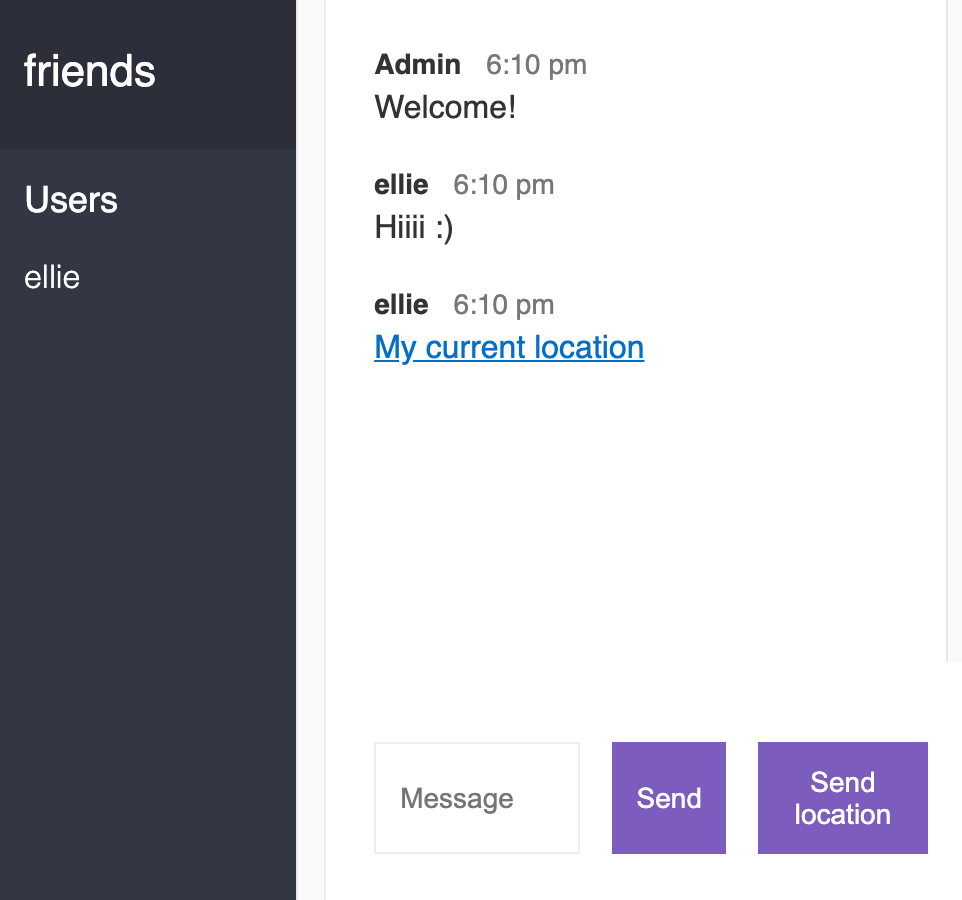 friends
Users
ellie
Admin 6:10 pm
Welcome!
ellie 6:10 pm
Hiiii :)
ellie 6:10 pm
My current location
Message
Send
Send
location